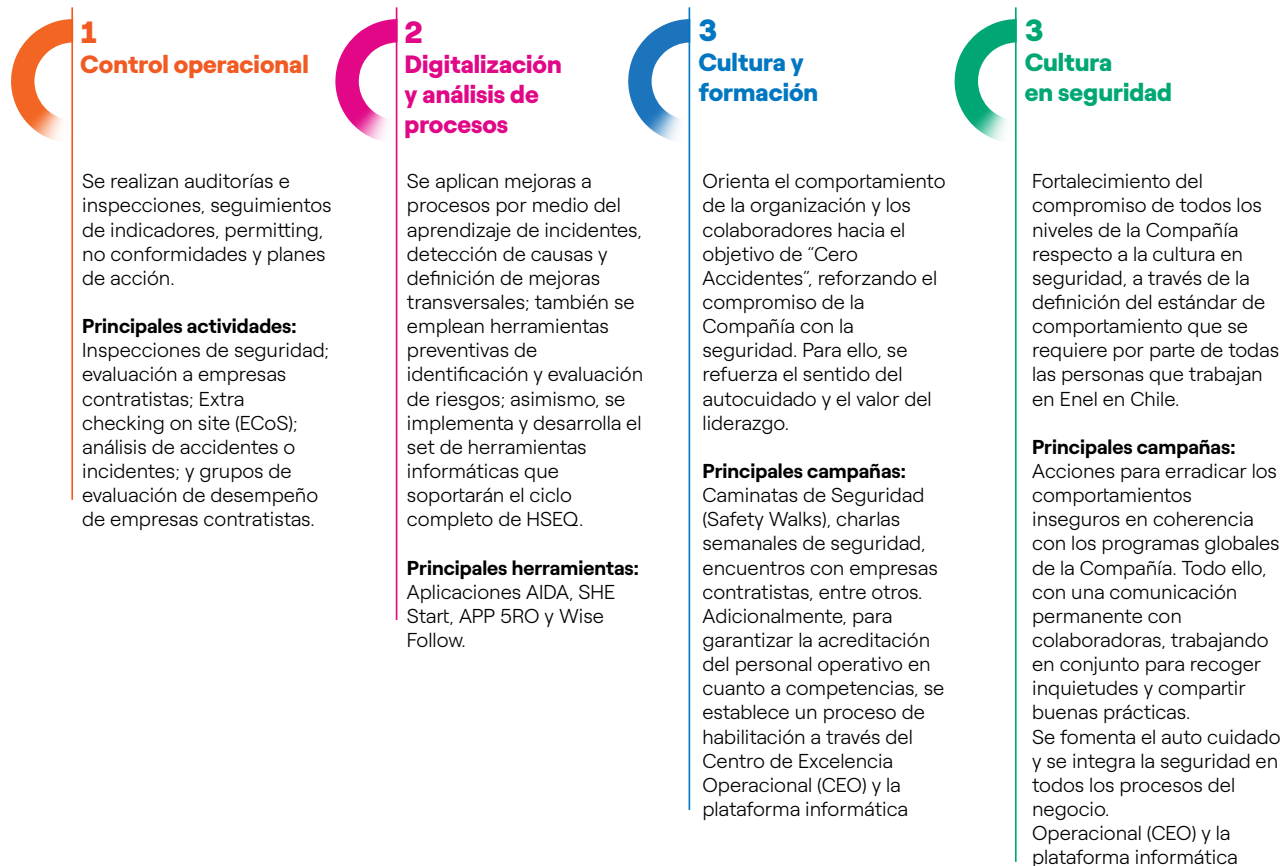 1
Control operacional
Se realizan auditorías e
inspecciones, seguimientos
de indicadores, permitting,
no conformidades y planes
de acción.
Principales actividades:
Inspecciones de seguridad;
evaluación a empresas
contratistas; Extra
checking on site (ECoS);
análisis de accidentes o
incidentes; y grupos de
evaluación de desempeño
de empresas contratistas.
2
Digitalización
y análisis de
procesos
Se aplican mejoras a
procesos por medio del
aprendizaje de incidentes,
detección de causas y
definición de mejoras
transversales; también se
emplean herramientas
preventivas de
identificación y evaluación
de riesgos; asimismo, se
implementa y desarrolla el
set de herramientas
informáticas que
soportarán el ciclo
completo de HSEQ.
Principales herramientas:
Aplicaciones AIDA, SHE
Start, APP 5RO y Wise
Follow.
3
Cultura y
formación
Orienta el comportamiento
de la organización y los
colaboradores hacia el
objetivo de “Cero
Accidentes”, reforzando el
compromiso de la
Compañía con la
seguridad. Para ello, se
refuerza el sentido del
autocuidado y el valor del
liderazgo.
Principales campañas:
Caminatas de Seguridad
(Safety Walks), charlas
semanales de seguridad,
encuentros con empresas
contratistas, entre otros.
Adicionalmente, para
garantizar la acreditación
del personal operativo en
cuanto a competencias, se
establece un proceso de
habilitación a través del
Centro de Excelencia
Operacional (CEO) y la
plataforma informática
3
Cultura
en seguridad
Fortalecimiento del
compromiso de todos los
niveles de la Compañía
respecto a la cultura en
seguridad, a través de la
definición del estándar de
comportamiento que se
requiere por parte de todas
las personas que trabajan
en Enel en Chile.
Principales campañas:
Acciones para erradicar los
comportamientos
inseguros en coherencia
con los programas globales
de la Compañía. Todo ello,
con una comunicación
permanente con
colaboradoras, trabajando
en conjunto para recoger
inquietudes y compartir
buenas prácticas.
Se fomenta el auto cuidado
y se integra la seguridad en
todos los procesos del
negocio.
Operacional (CEO) y la
plataforma informática